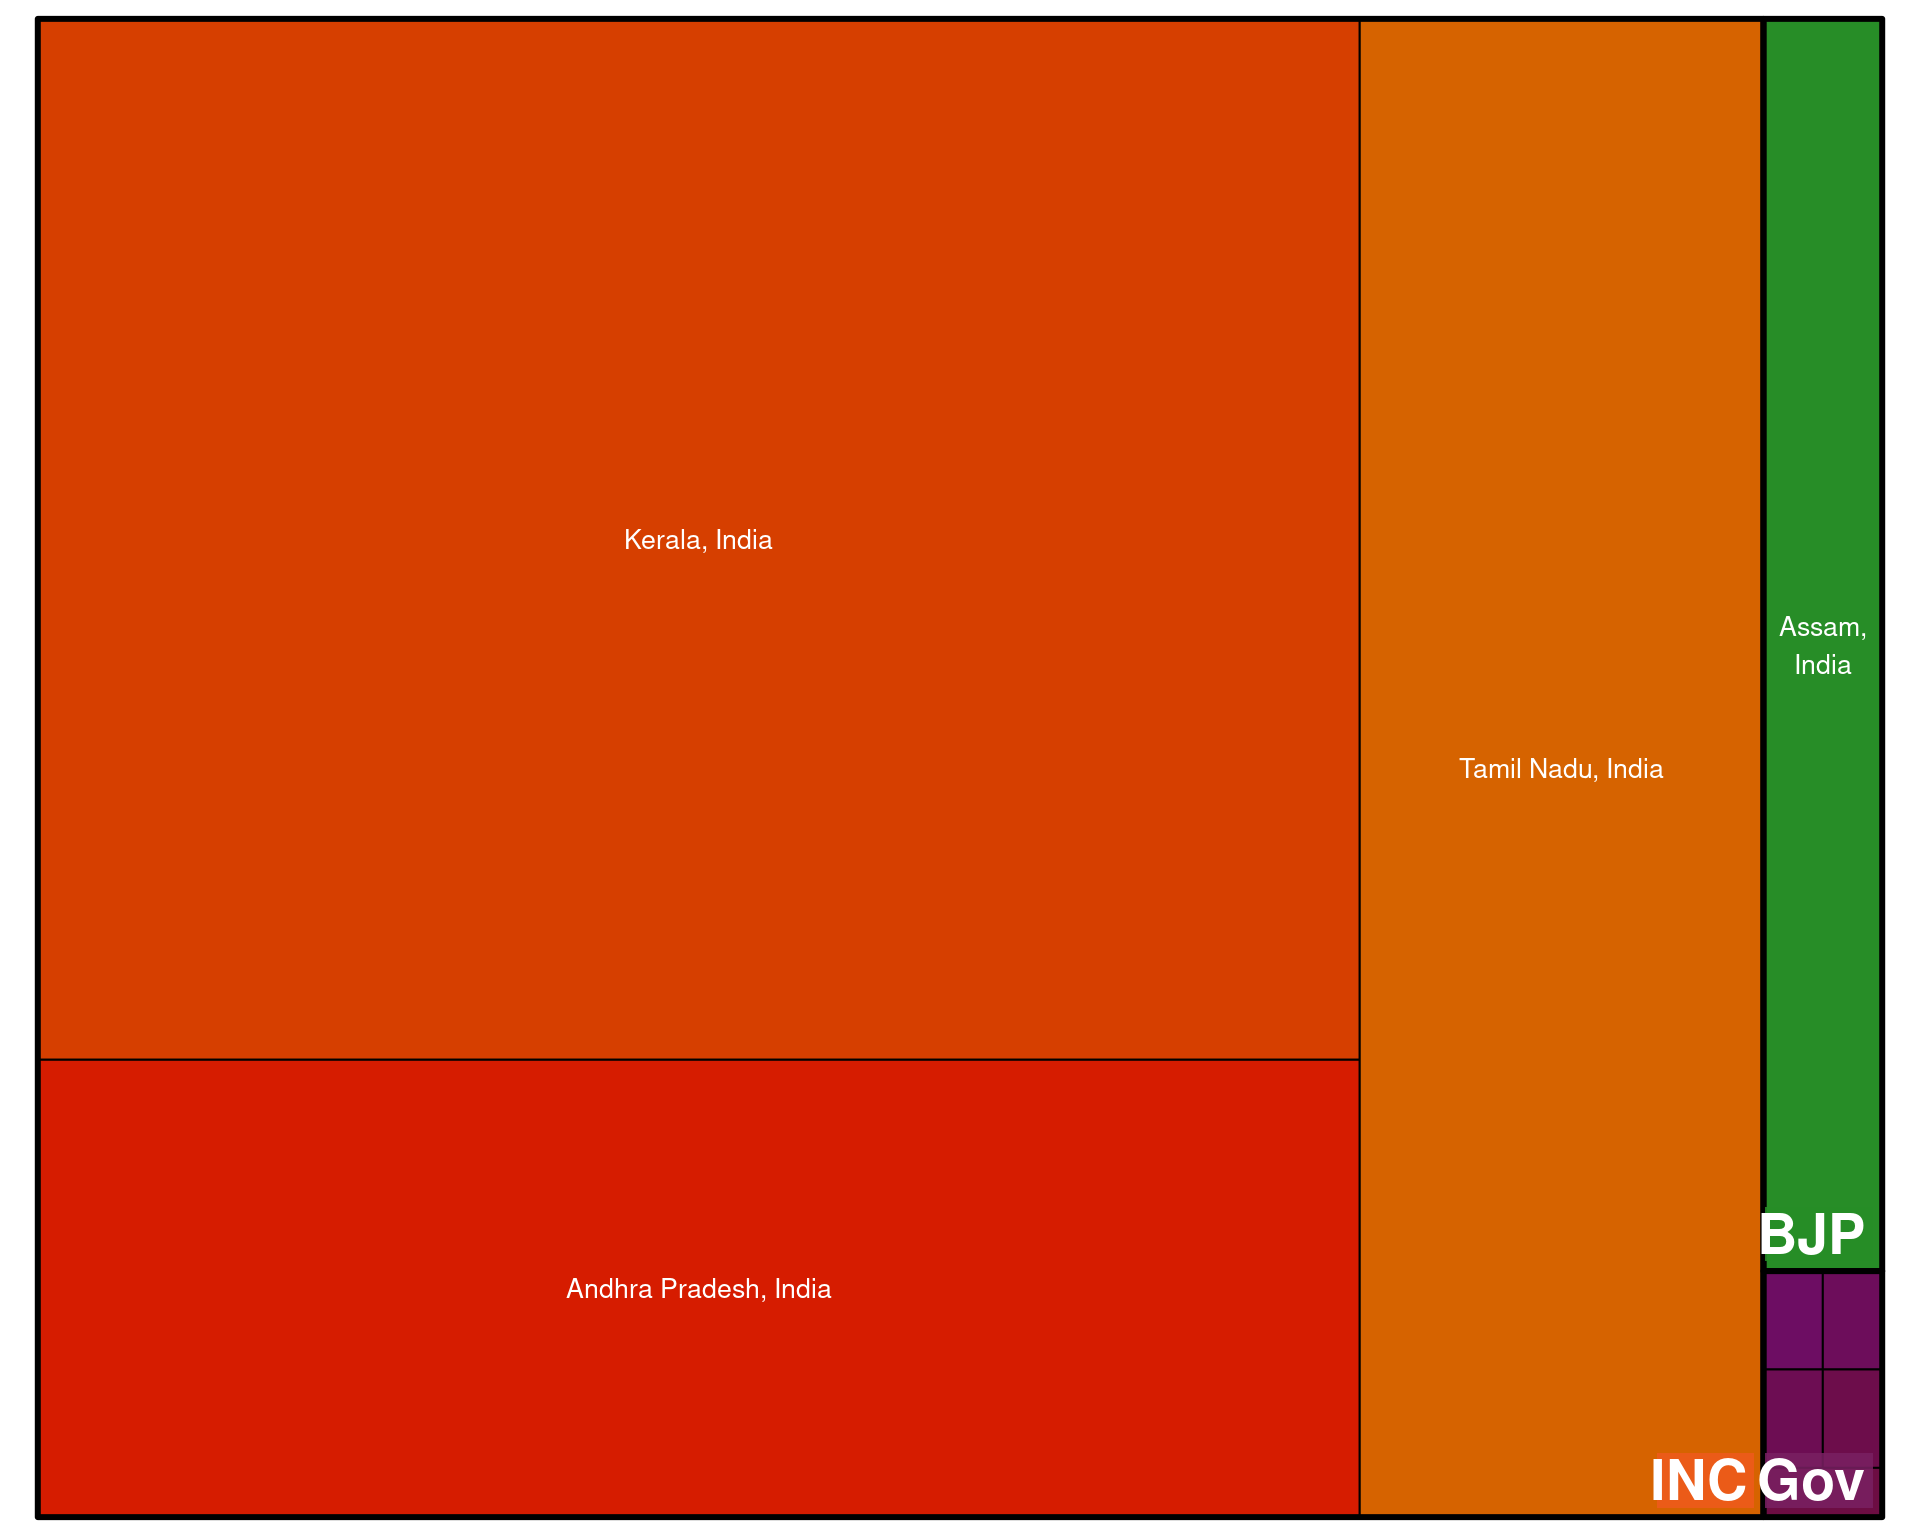 Kerala, India
Assam,
India
Tamil Nadu, India
BJP
Andhra Pradesh, India
INC
Gov